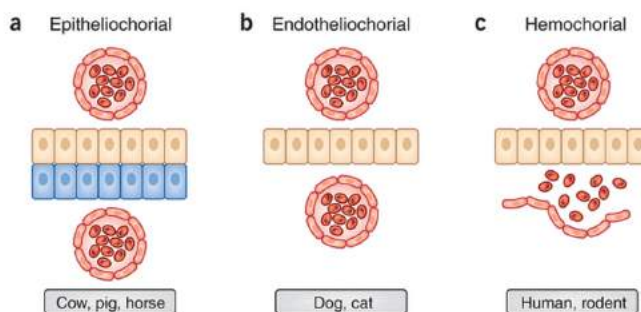 a Epitheliochorial
b Endotheliochorial
c Hemochorial
Cow, pig, horse
Dog, cat
Human, rodent